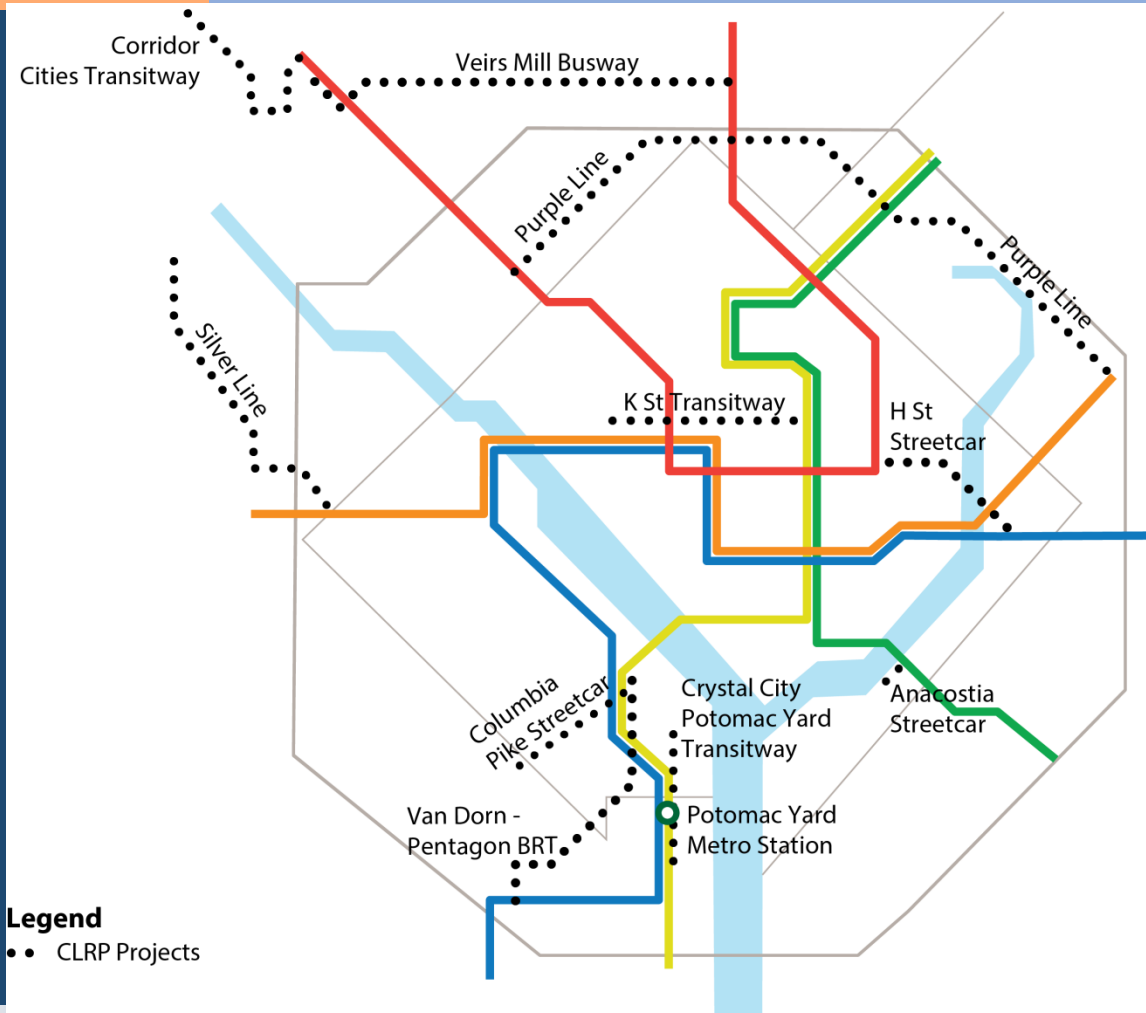 Corridor
Cities Transitway
Veirs Mill Busway
Purple Line
Purple Line
Silver Line
K St Transitway
H St
Streetcar
Columbia
Pike Streetcar
Crystal City
Potomac Yard
Transitway
Anacostia
Streetcar
Van Dorn -
Pentagon BRT
Potomac Yard
Metro Station
Legend
CLRP Projects